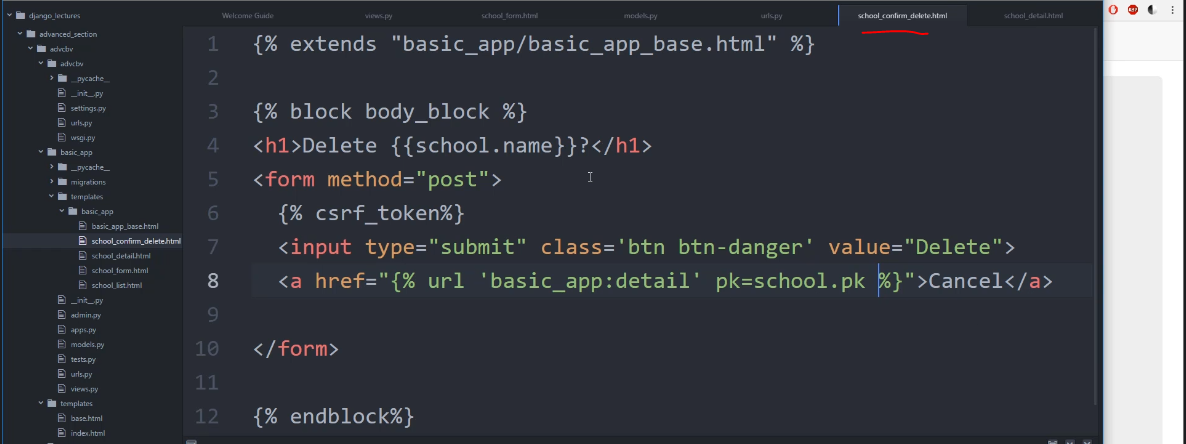 django_lectures
advanced_section
advcbv
advcbv
__pycache__
__init__.py
settings.py
urls.py
wsgi.py
basic_app
__pycache__
migrations
templates
basic_app
basic_app_base.html
school_confirm_delete.html
school_detail.html
school_form.html
school_list.html
__init__.py
admin.py
apps.py
models.py
tests.py
urls.py
views.py
templates
base.html
index.html
Welcome Guide
views.py
school_form.html
models.py
urls.py
school_confirm_delete.html
school_detail.html
1 {% extends "basic_app/basic_app_base.html" %}
2
3 {% block body_block %}
4 <h1>Delete {{school.name}}?</h1>
5 <form method="post">
6 {% csrf_token%}
7 <input type="submit" class='btn btn-danger' value="Delete">
8 <a href="{% url 'basic_app:detail' pk=school.pk %}">Cancel</a>
9
10 </form>
11
12 {% endblock%}